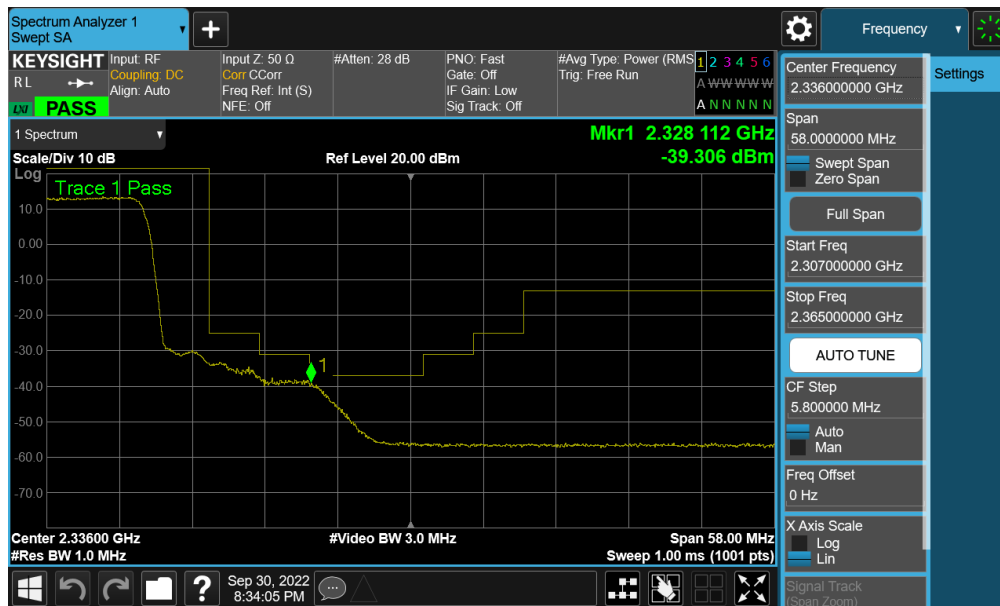 Spectrum Analyzer 1
Swept SA
Frequency
KEYSIGHT
RL
LXI PASS
Input: RF
Coupling: DC
Align: Auto
Input Z: 50 Ω
Corr CCorr
Freq Ref: Int (S)
NFE: Off
#Atten: 28 dB
PNO: Fast
Gate: Off
IF Gain: Low
Sig Track: Off
#Avg Type: Power (RMS
Trig: Free Run
1 2 3 4 5 6
A W W W W W
A N N N N N
1 Spectrum
Mkr1 2.328 112 GHz
-39.306 dBm
Scale/Div 10 dB
Ref Level 20.00 dBm
Log
Trace 1 Pass
10.0
0.00
-10.0
-20.0
-30.0
1
-40.0
-50.0
-60.0
-70.0
Center 2.33600 GHz
#Video BW 3.0 MHz
Span 58.00 MHz
#Res BW 1.0 MHz
Sweep 1.00 ms (1001 pts)
?
Sep 30, 2022
8:34:05 PM
Center Frequency
2.336000000 GHz
Span
58.0000000 MHz
Swept Span
Zero Span
Full Span
Start Freq
2.307000000 GHz
Stop Freq
2.365000000 GHz
AUTO TUNE
CF Step
5.800000 MHz
Auto
Man
Freq Offset
0 Hz
X Axis Scale
Log
Lin
Signal Track
(Span Zoom)
Settings